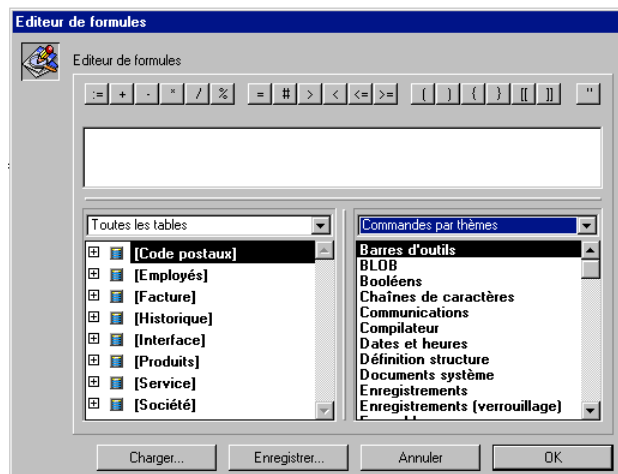 Editeur de formules
Editeur de formules
:= + - * / % = # > < <= >= ( ) { } [[ ]] "
Toutes les tables
[Code postaux]
[Employés]
[Facture]
[Historique]
[Interface]
[Produits]
[Service]
[Société]
Commandes par thèmes
Barres d'outils
BLOB
Booléens
Chaînes de caractères
Communications
Compilateur
Dates et heures
Définition structure
Documents système
Enregistrements
Enregistrements (verrouillage)
Charger... Enregistrer... Annuler OK